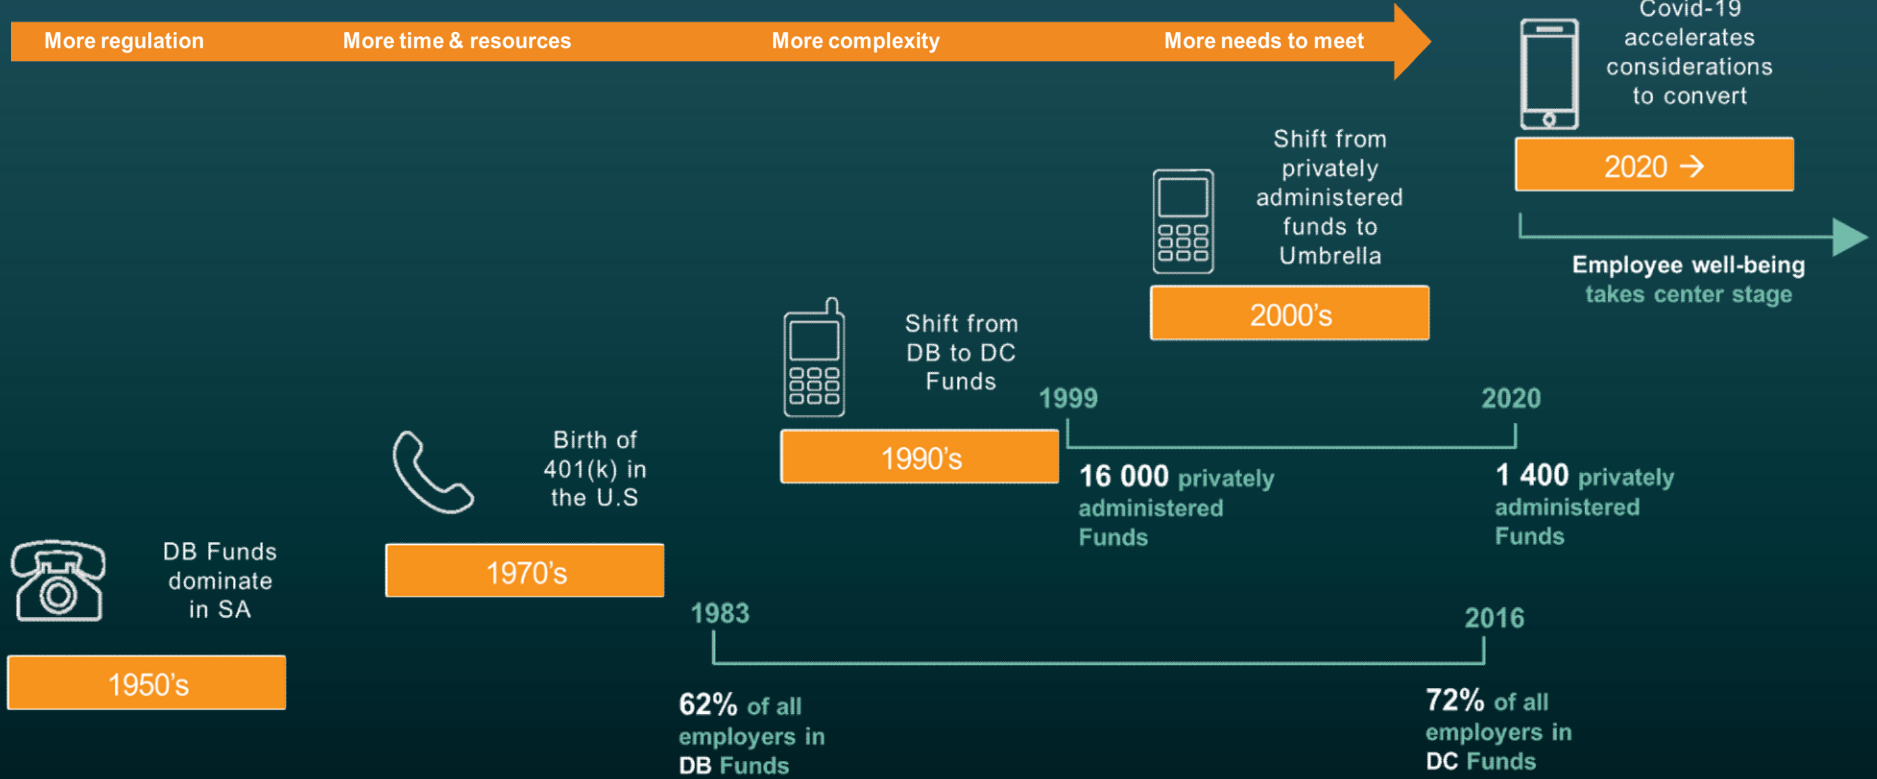 More regulation
More time & resources
More complexity
More needs to meet
Covid-19
accelerates
considerations
to convert
2020 →
Employee well-being
takes center stage
Shift from
privately
administered
funds to
Umbrella
2000's
Shift from
DB to DC
Funds
1990's
1999
2020
16 000 privately
administered
Funds
1 400 privately
administered
Funds
Birth of
401(k) in
the U.S
1970's
DB Funds
dominate
in SA
1950's
1983
2016
62% of all
employers in
DB Funds
72% of all
employers in
DC Funds